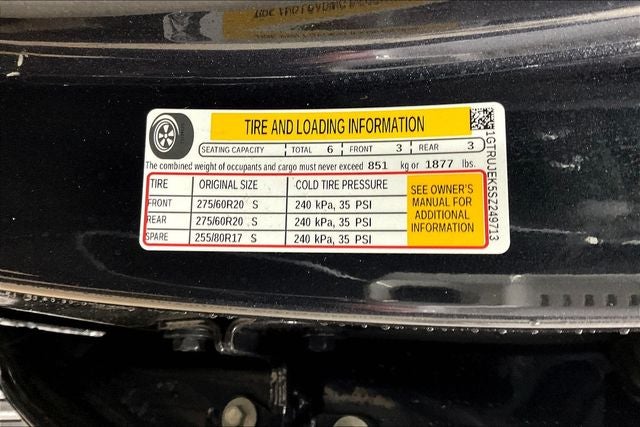 TIRE AND LOADING INFORMATION
SEATING CAPACITY TOTAL 6 FRONT 3 REAR 3
The combined weight of occupants and cargo must never exceed 851 kg or 1877 lbs.
TIRE ORIGINAL SIZE COLD TIRE PRESSURE
FRONT 275/60R20 S 240 kPa, 35 PSI
REAR 275/60R20 S 240 kPa, 35 PSI
SPARE 255/80R17 S 240 kPa, 35 PSI
SEE OWNER'S
MANUAL FOR
ADDITIONAL
INFORMATION
1GTRUJEK5SZ249713